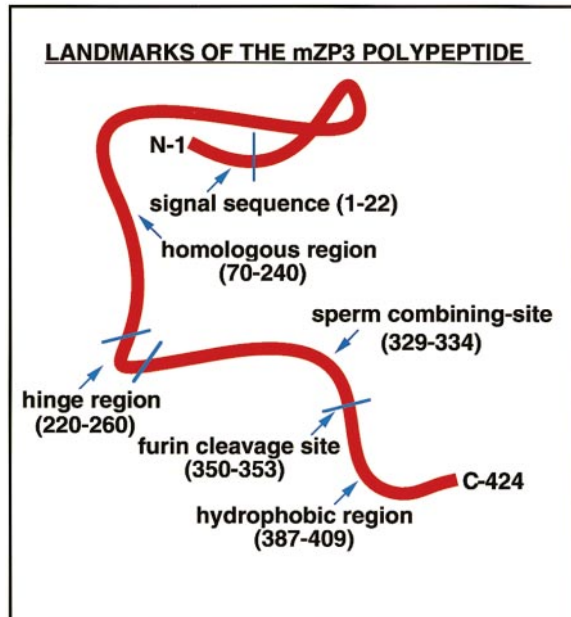 LANDMARKS OF THE mZP3 POLYPEPTIDE
N-1
signal sequence (1-22)
homologous region
(70-240)
sperm combining-site
(329-334)
hinge region
(220-260)
furin cleavage site
(350-353)
C-424
hydrophobic region
(387-409)